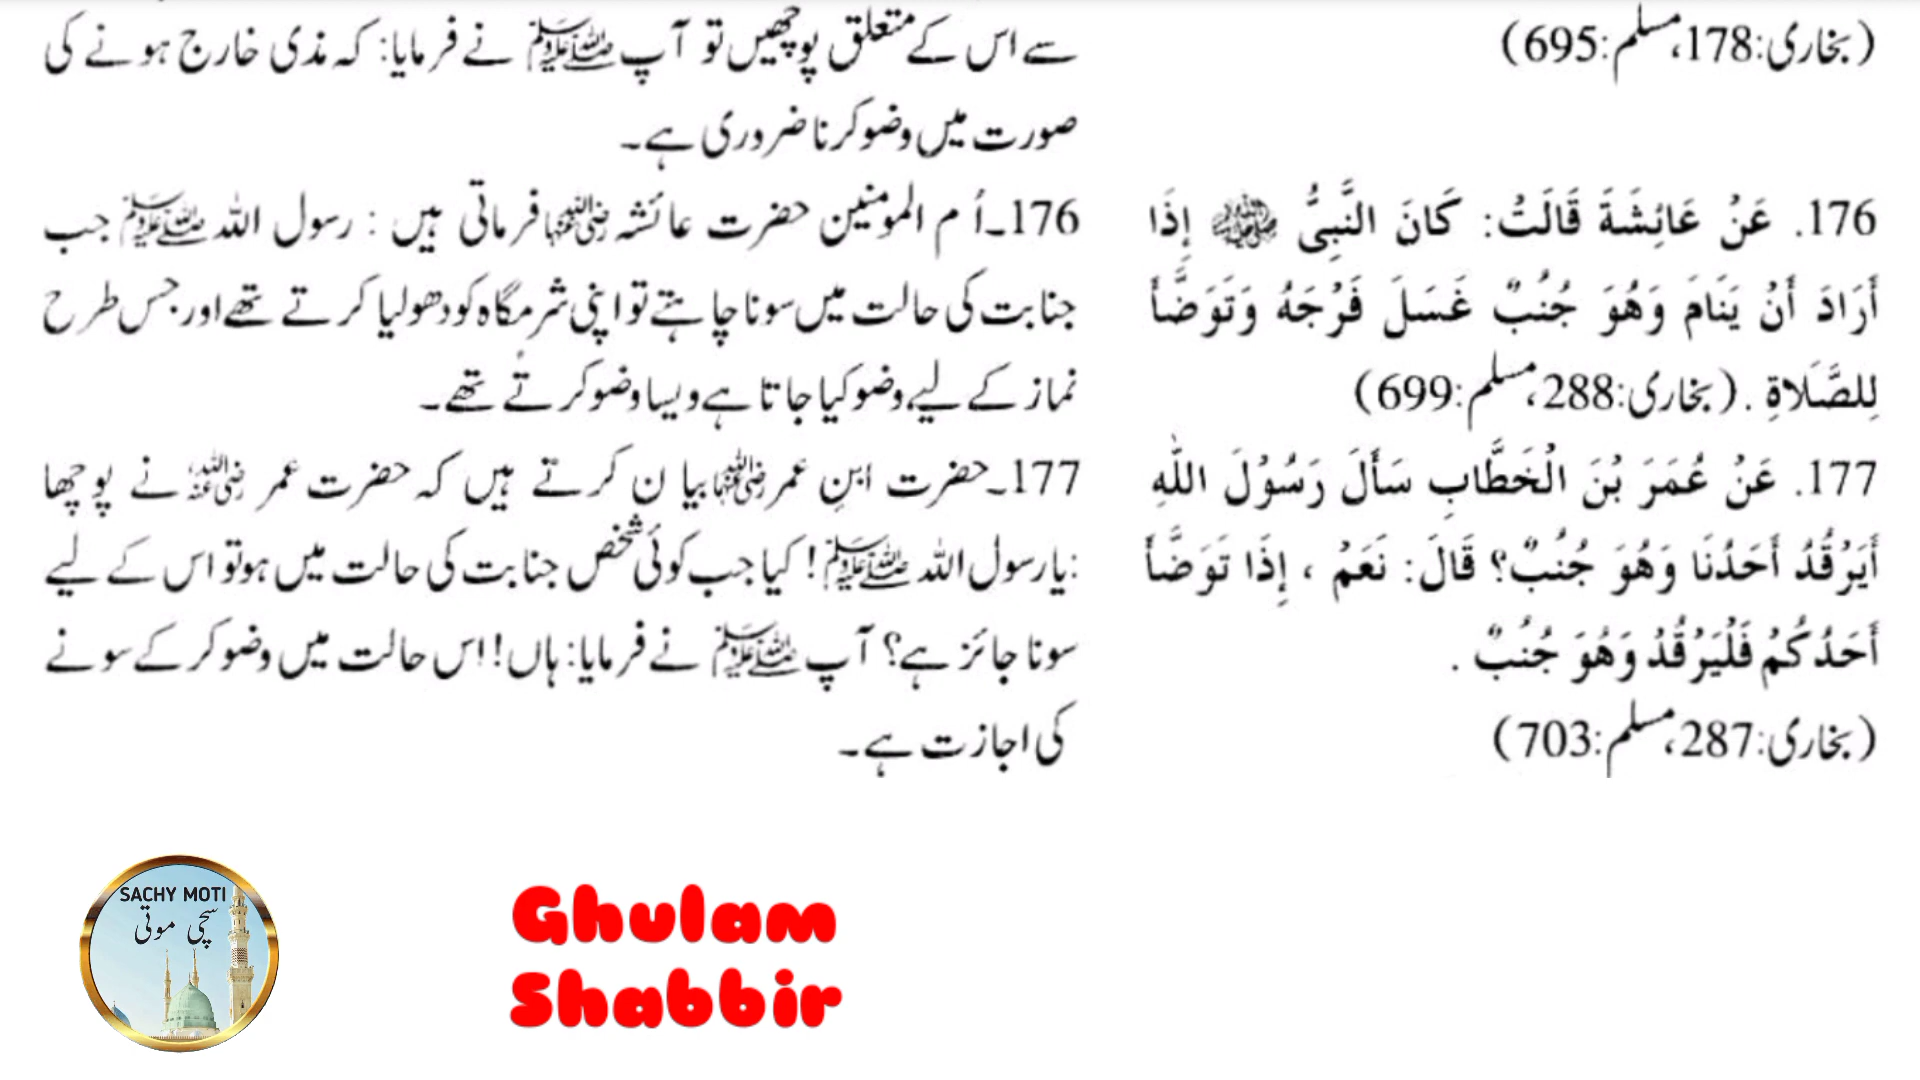 (بخاری:178،مسلم:695)
176. عَنْ عَائِشَةَ قَالَتْ: كَانَ النَّبِىُّ ﷺ إِذَا
أَرَادَ أَنْ يَنَامَ وَهُوَ جُنُبٌ غَسَلَ فَرْجَهُ وَتَوَضَّأَ
لِلصَّلَاةِ . (بخاری:288،مسلم:699)
177. عَنْ عُمَرَ بْنَ الْخَطَّابِ سَأَلَ رَسُوْلَ اللّٰهِ
أَيَرْقُدُ أَحَدُنَا وَهُوَ جُنُبٌ؟ قَالَ: نَعَمْ ، إِذَا تَوَضَّأَ
أَحَدُكُمْ فَلْيَرْقُدْ وَهُوَ جُنُبٌ .
(بخاری:287،مسلم:703)
سے اس کے متعلق پوچھیں تو آپ ﷺ نے فرمایا: کہ مذی خارج ہونے کی
صورت میں وضو کرنا ضروری ہے۔
176۔اُم المومنین حضرت عائشہ رضی اللہ عنہا فرماتی ہیں : رسول اللہ ﷺ جب
جنابت کی حالت میں سونا چاہتے تو اپنی شرمگاہ کو دھولیا کرتے تھے اور جس طرح
نماز کے لیے وضو کیا جاتا ہے ویسا وضو کرتے تھے۔
177۔حضرت ابنِ عمر رضی اللہ عنہما بیان کرتے ہیں کہ حضرت عمر رضی اللہ عنہ نے پوچھا
:یارسول اللہ ﷺ! کیا جب کوئی شخص جنابت کی حالت میں ہو تو اس کے لیے
سونا جائز ہے؟ آپ ﷺ نے فرمایا: ہاں! اس حالت میں وضو کر کے سونے
کی اجازت ہے۔
SACHY MOTI
سچی موتی
Ghulam
Shabbir